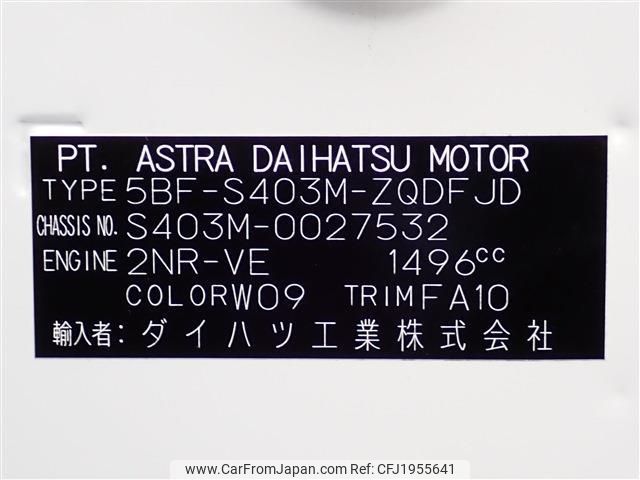 PT. ASTRA DAIHATSU MOTOR
TYPE 5BF-S403M-ZQDFJD
CHASSIS NO. S403M-0027532
ENGINE 2NR-VE 1496cc
COLOR W09 TRIM FA10
輸入者: ダイハツ工業株式会社
www.CarFromJapan.com CFJ1955641